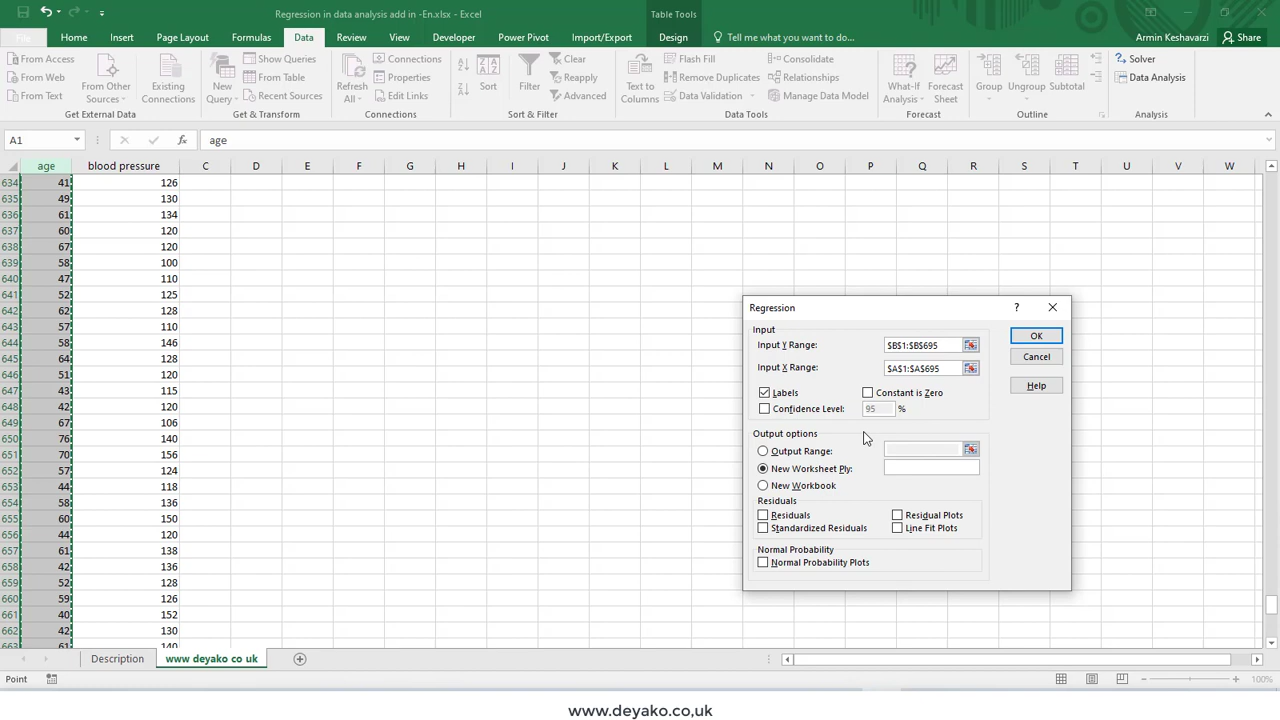 Regression in data analysis add in -En.xlsx - Excel
Table Tools
File Home Insert Page Layout Formulas Data Review View Developer Power Pivot Import/Export Design Tell me what you want to do... Armin Keshavarzi Share
From Access
From Web
From Text
From Other Sources
Existing Connections
Get External Data
New Query
Show Queries
From Table
Recent Sources
Get & Transform
Refresh All
Connections
Properties
Edit Links
Connections
Sort
Filter
Clear
Reapply
Advanced
Sort & Filter
Text to Columns
Flash Fill
Remove Duplicates
Data Validation
Consolidate
Relationships
Manage Data Model
Data Tools
What-If Analysis
Forecast Sheet
Forecast
Group
Ungroup
Subtotal
Outline
Solver
Data Analysis
Analysis
A1 fx age
age blood pressure C D E F G H I J K L M N O P Q R S T U V W
634 41 126
635 49 130
636 61 134
637 60 120
638 67 120
639 58 100
640 47 110
641 52 125
642 62 128
643 57 110
644 58 146
645 64 128
646 51 120
647 43 115
648 42 120
649 67 106
650 76 140
651 70 156
652 57 124
653 44 118
654 58 136
655 60 150
656 44 120
657 61 138
658 42 136
659 52 128
660 59 126
661 40 152
662 42 130
663 61 140
Regression ?
Input
Input Y Range: $B$1:$B$695
Input X Range: $A$1:$A$695
Labels Constant is Zero
Confidence Level: 95 %
OK
Cancel
Help
Output options
Output Range:
New Worksheet Ply:
New Workbook
Residuals
Residuals Residual Plots
Standardized Residuals Line Fit Plots
Normal Probability
Normal Probability Plots
Description www deyako co uk
Point 100%
www.deyako.co,uk